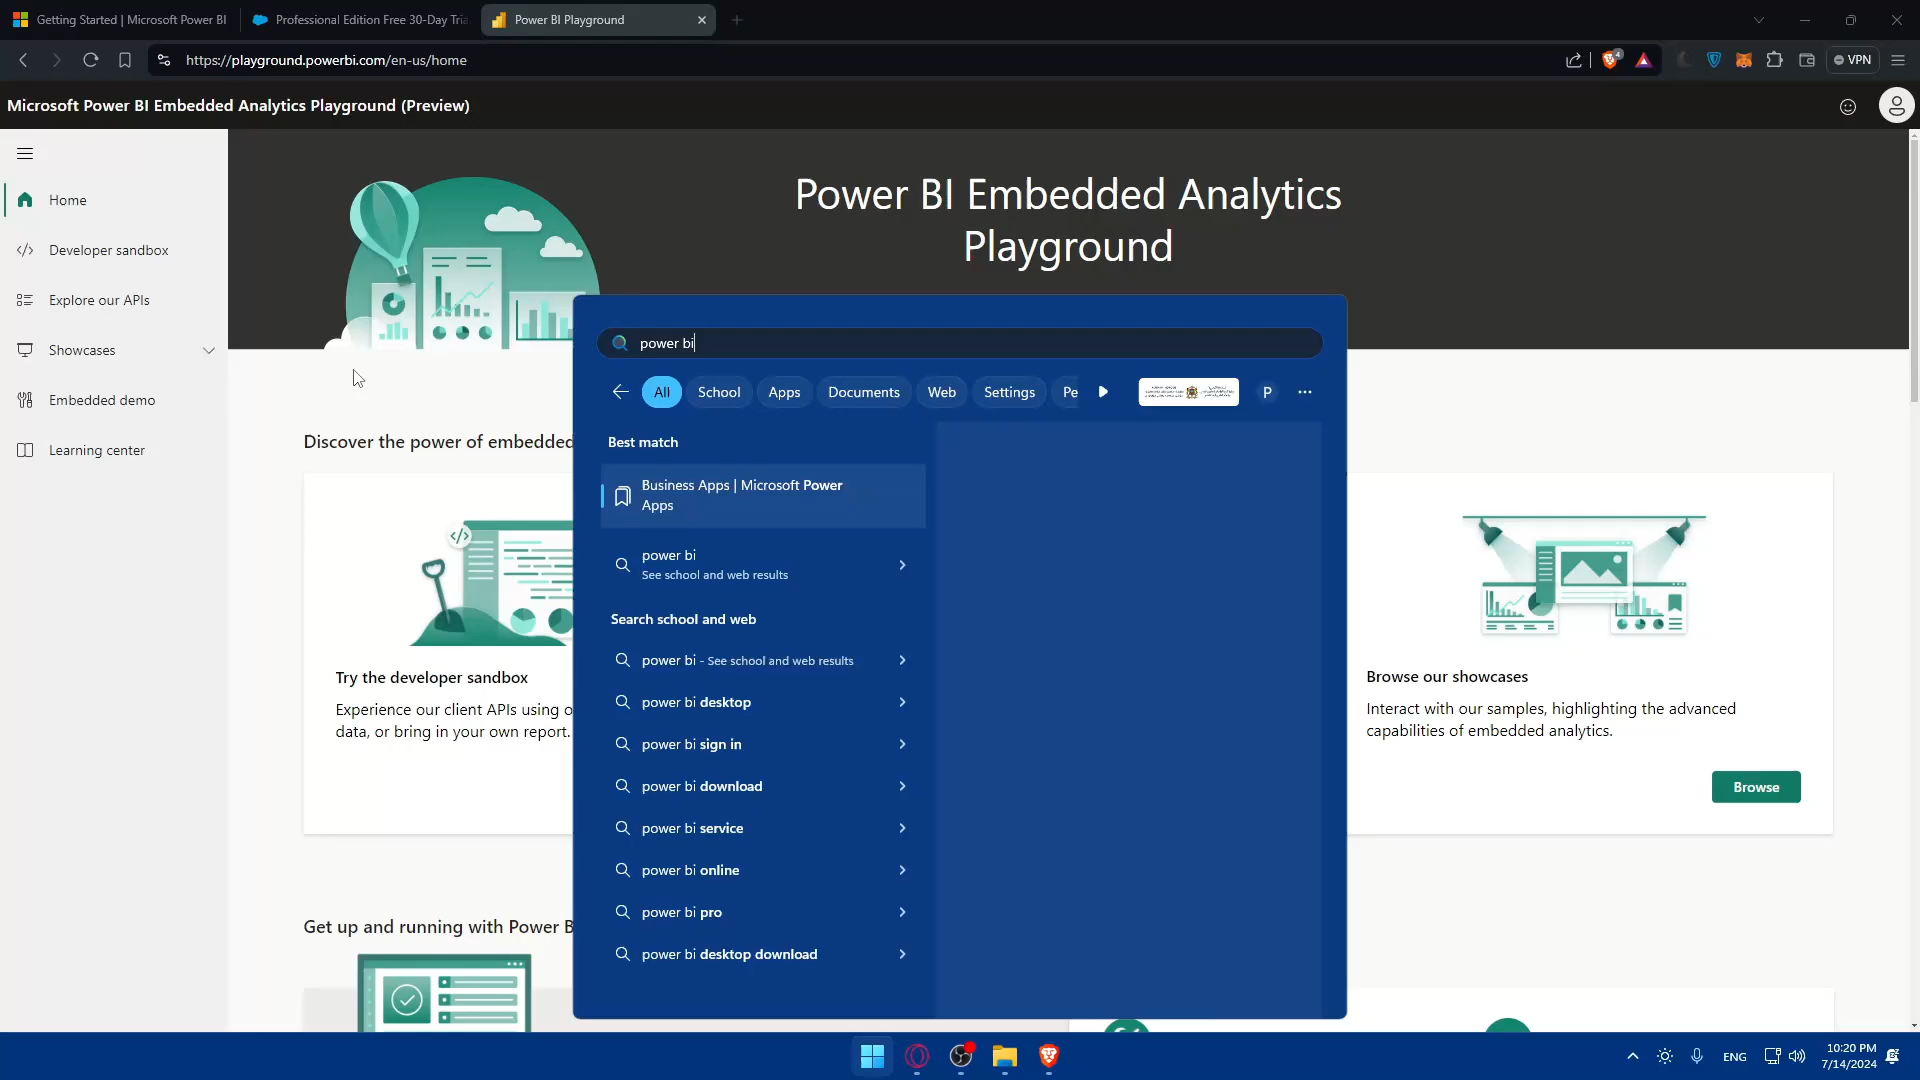 Getting Started | Microsoft Power BI
Professional Edition Free 30-Day Tria
Power BI Playground
https://playground.powerbi.com/en-us/home
4
VPN
Microsoft Power BI Embedded Analytics Playground (Preview)
Home
Developer sandbox
Explore our APIs
Showcases
Embedded demo
Learning center
Power BI Embedded Analytics
Playground
Discover the power of embedded
Try the developer sandbox
Experience our client APIs using o
data, or bring in your own report.
Browse our showcases
Interact with our samples, highlighting the advanced
capabilities of embedded analytics.
Browse
Get up and running with Power B
power bi
All
School
Apps
Documents
Web
Settings
Pe
P
Best match
Business Apps | Microsoft Power
Apps
power bi
See school and web results
Search school and web
power bi - See school and web results
power bi desktop
power bi sign in
power bi download
power bi service
power bi online
power bi pro
power bi desktop download
ENG
10:20 PM
7/14/2024